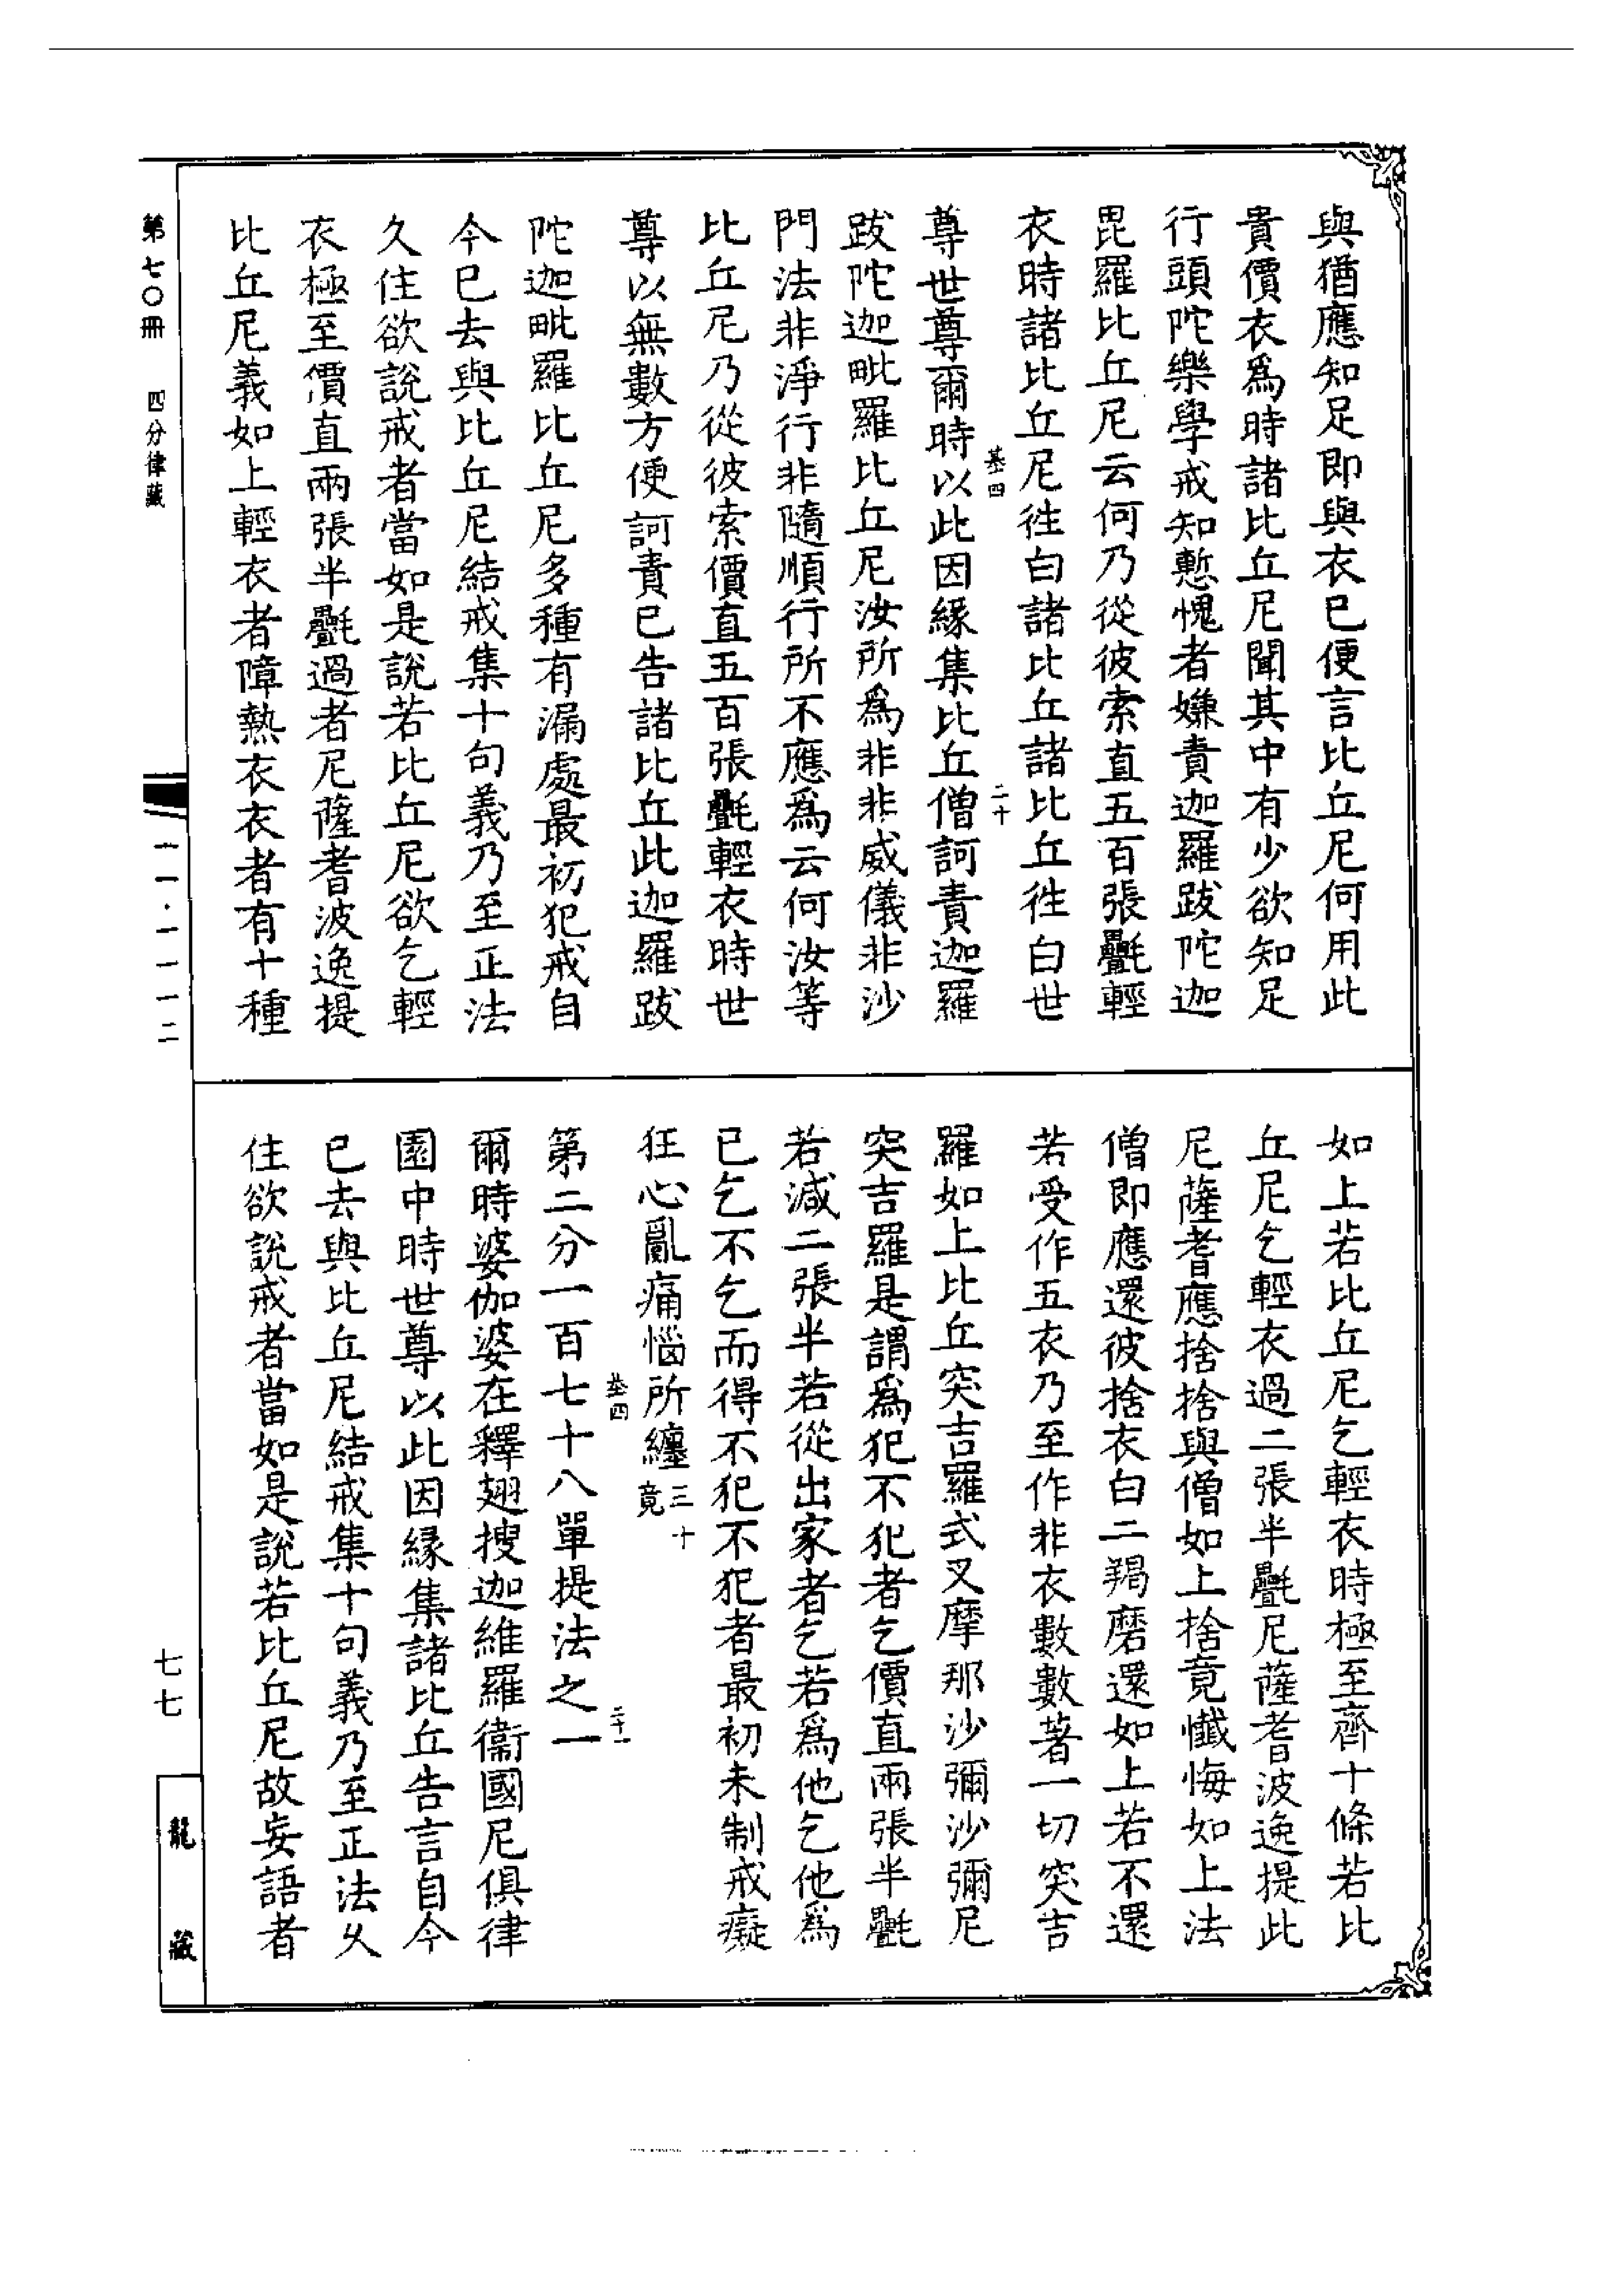 與猶應知足即與衣已便言比丘尼何用此
貴價衣爲時諸比丘尼聞其中有少欲知足
行頭陀樂學戒知慙愧者嫌責迦羅跋陀迦
毘羅比丘尼云何乃從彼索直五百張㲲輕
衣時諸比丘尼徃白諸比丘諸比丘徃白世
基四
二十
尊世尊爾時以此因緣集比丘僧訶責迦羅
跋陀迦毗羅比丘尼汝所爲非非威儀非沙
門法非淨行非隨順行所不應爲云何汝等
比丘尼乃從彼索價直五百張㲲輕衣時世
尊以無數方便訶責已告諸比丘此迦羅跋
陀迦毗羅比丘尼多種有漏處最初犯戒自
今已去與比丘尼結戒集十句義乃至正法
久住欲說戒者當如是說若比丘尼欲乞輕
衣極至價直兩張半㲲過者尼薩耆波逸提
比丘尼義如上輕衣者障熱衣衣者有十種
如上若比丘尼乞輕衣時極至齊十條若比
丘尼乞輕衣過二張半㲲尼薩耆波逸提此
尼薩耆應捨捨與僧如上捨竟懺悔如上法
僧即應還彼捨衣白二羯磨還如上若不還
若受作五衣乃至作非衣數數著一切突吉
羅如上比丘突吉羅式叉摩那沙彌沙彌尼
突吉羅是謂爲犯不犯者乞價直兩張半㲲
若減二張半若從出家者乞若爲他乞他爲
已乞不乞而得不犯不犯者最初未制戒癡
狂心亂痛惱所纏三十竟
基四
二十一
第二分一百七十八單提法之一
爾時婆伽婆在釋翅搜迦維羅衞國尼俱律
園中時世尊以此因緣集諸比丘告言自今
已去與比丘尼結戒集十句義乃至正法久
住欲說戒者當如是說若比丘尼故妄語者
第七〇冊 四分律藏
一一·一一一二
七七
龍藏